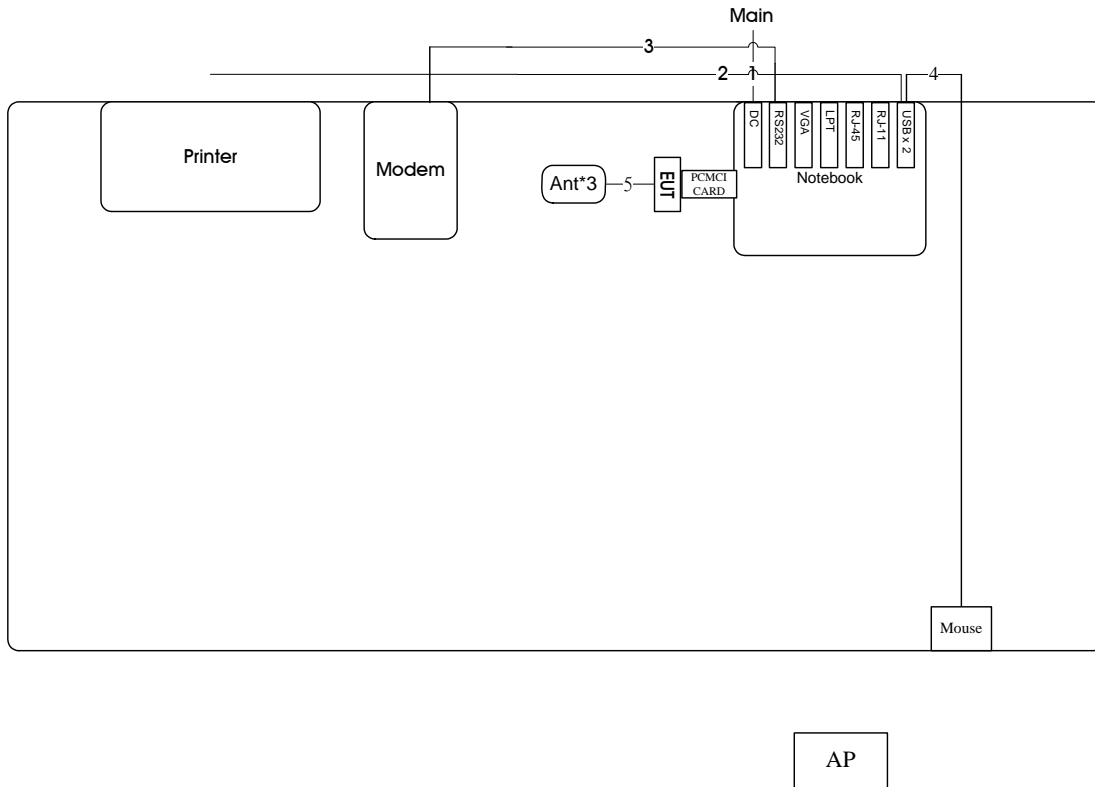 Main
3
2
1
4
Printer
Modem
DC
RS232
VGA
LPT
RJ-45
RJ-11
USB x 2
Notebook
Ant*3
5
EUT
PCMCI
CARD
Mouse
AP